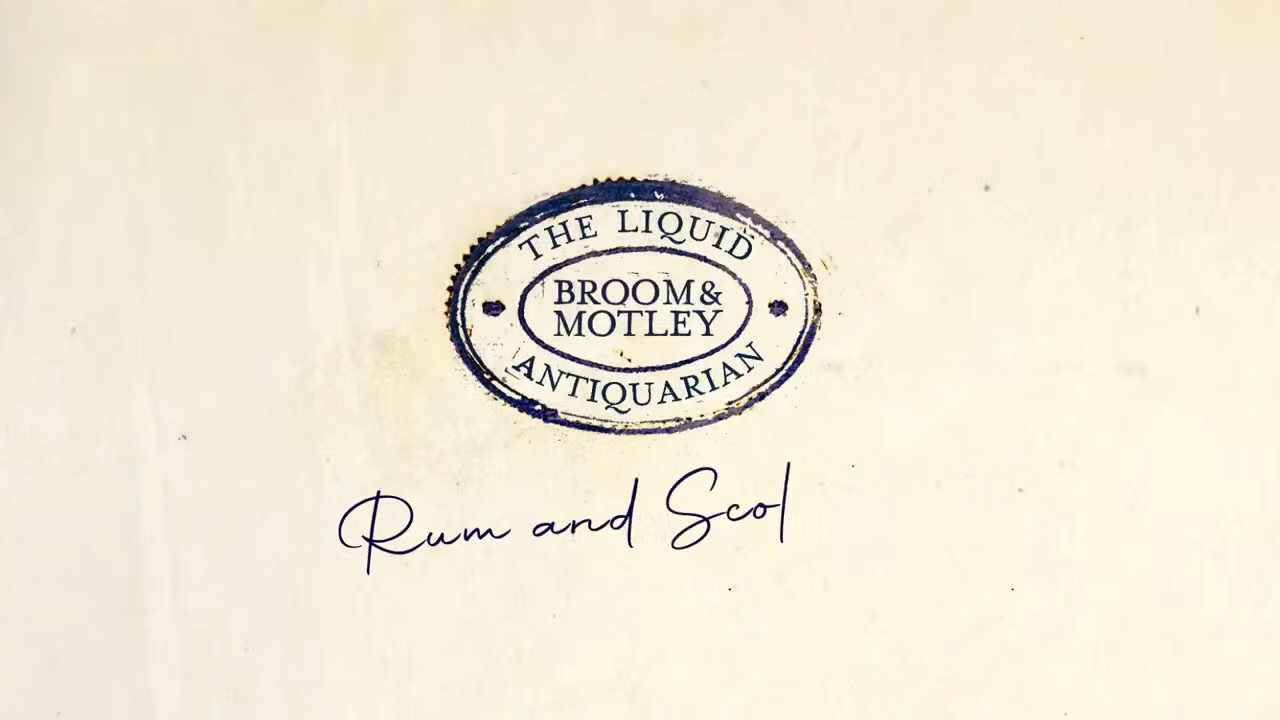 THE LIQUID
BROOM &
MOTLEY
ANTIQUARIAN
Rum and Scol